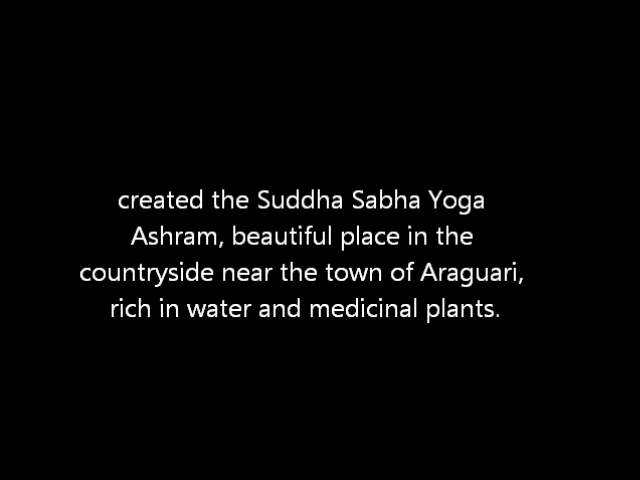 created the Suddha Sabha Yoga
Ashram, beautiful place in the
countryside near the town of Araguari,
rich in water and medicinal plants.